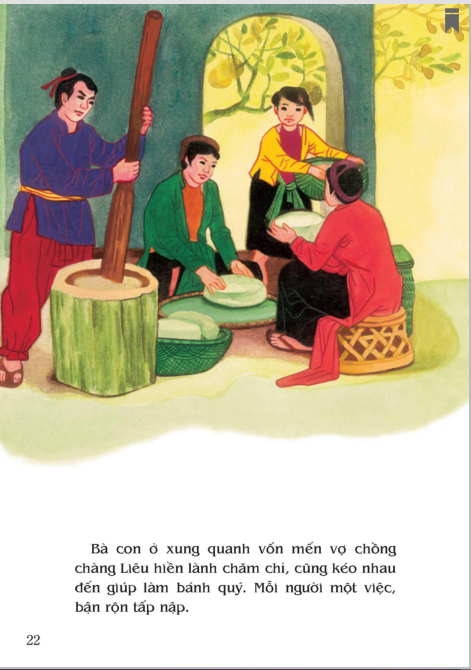 Bà con ở xung quanh vốn mến vợ chồng
chàng Liêu hiền lành chăm chỉ, cũng kéo nhau
đến giúp làm bánh quý. Mỗi người một việc,
bận rộn tấp nập.
22